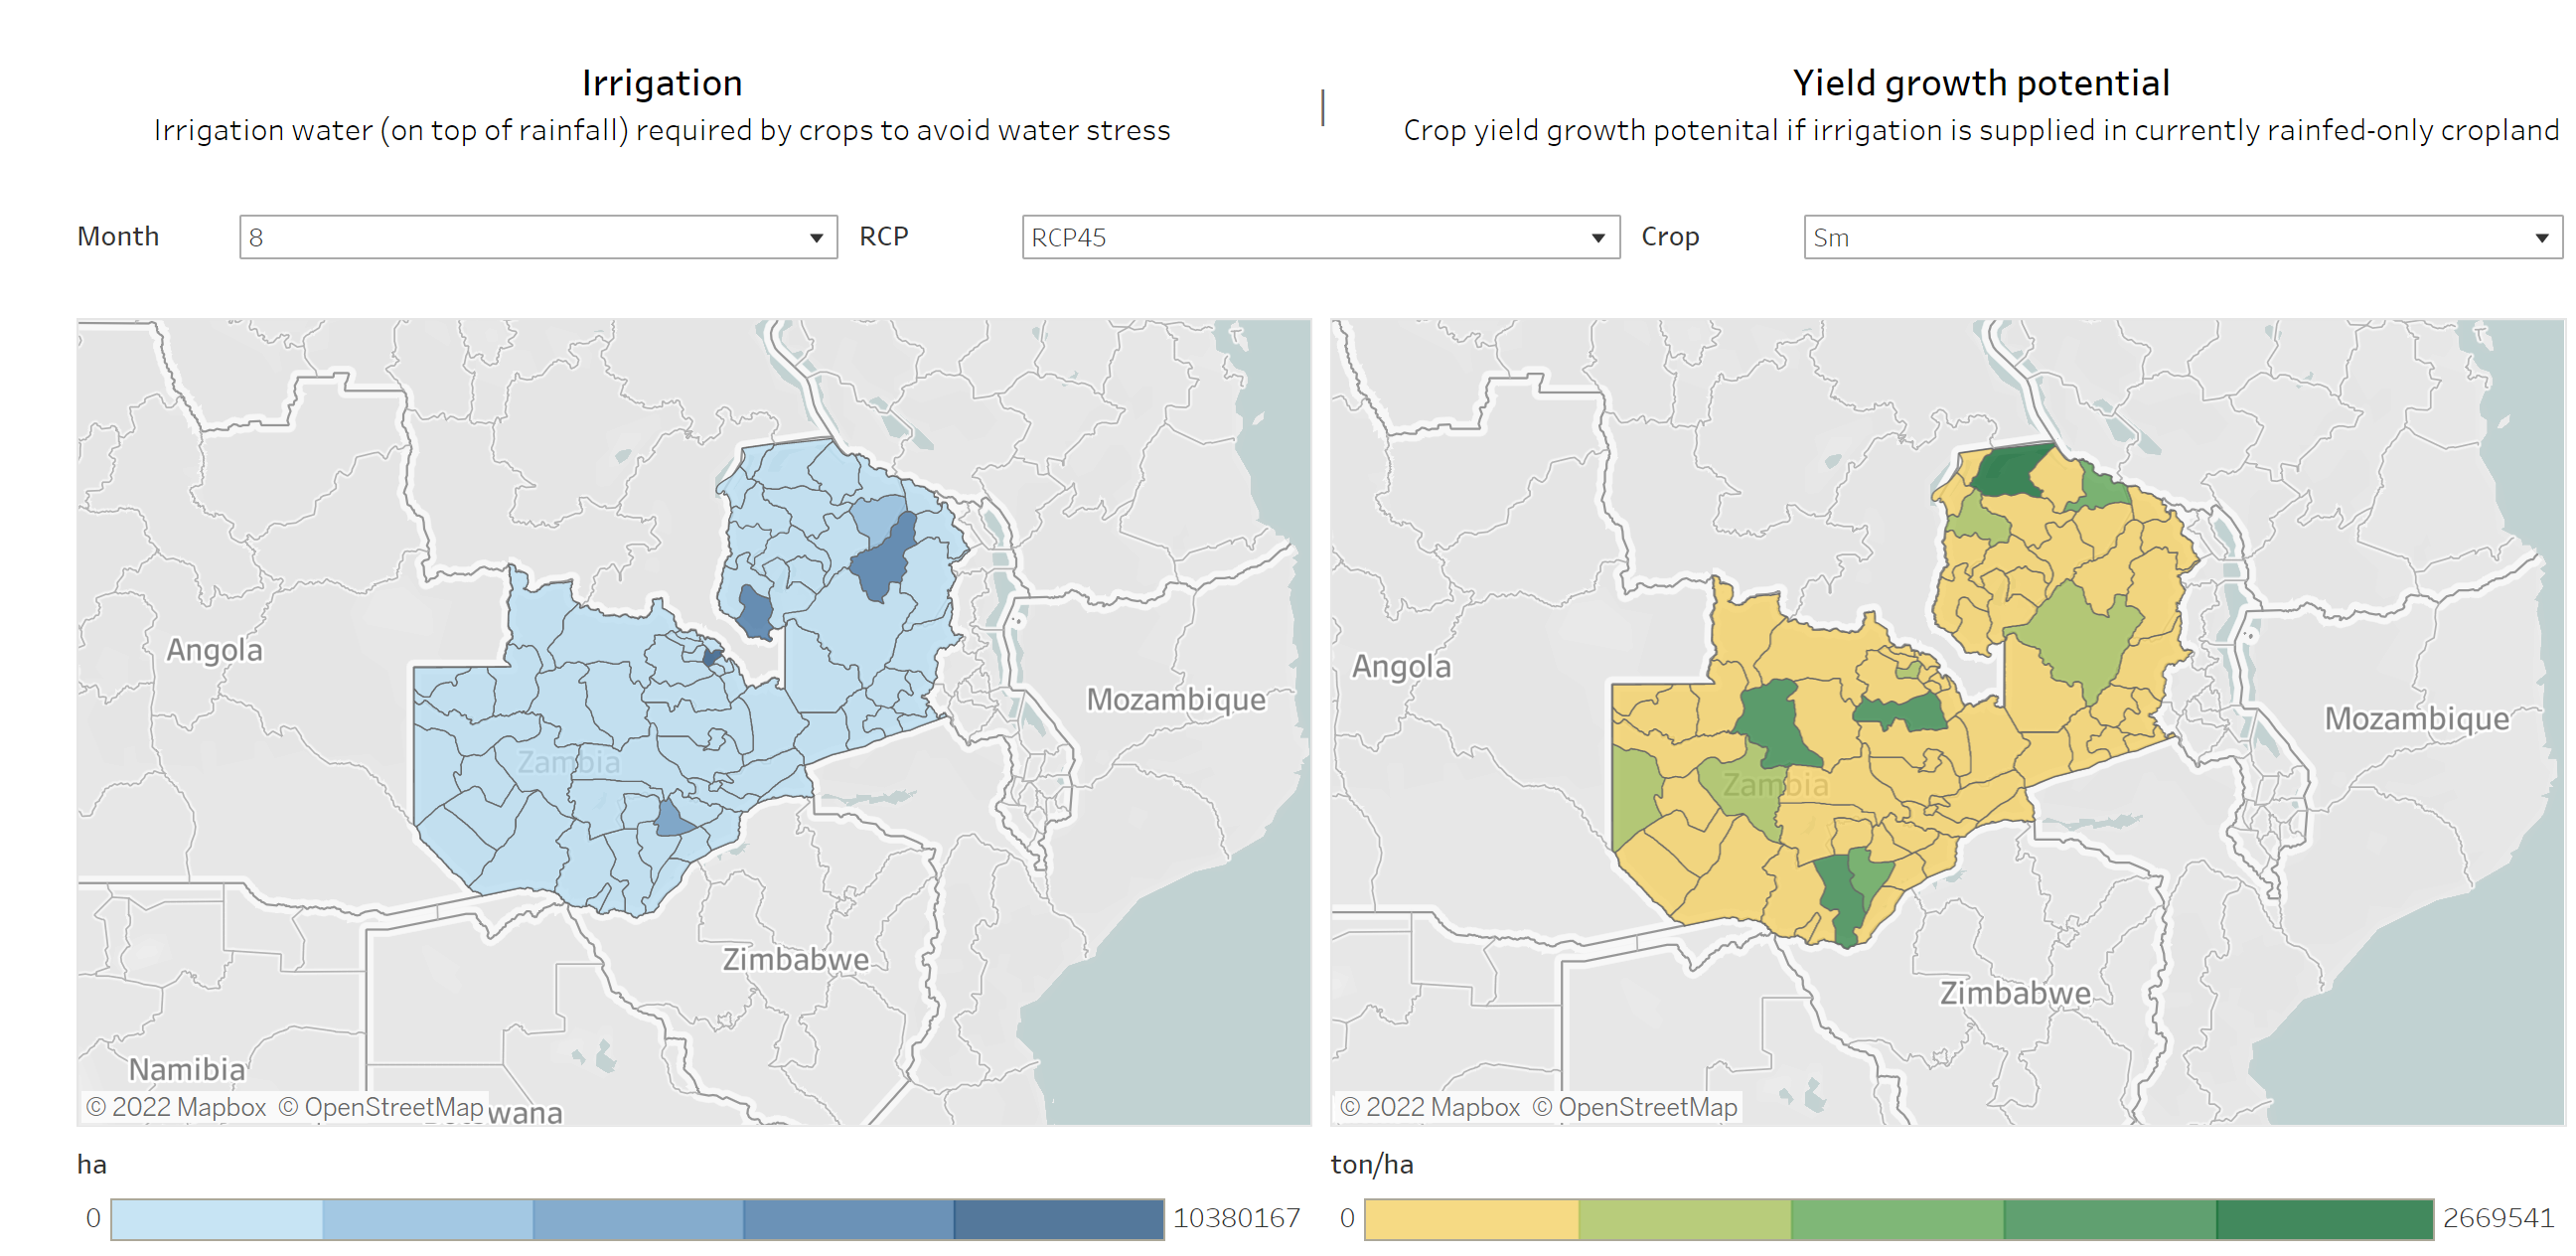 Irrigation
Irrigation water (on top of rainfall) required by crops to avoid water stress
|
Yield growth potential
Crop yield growth potenital if irrigation is supplied in currently rainfed-only cropland
Month
8
RCP
RCP45
Crop
Sm
Angola
Mozambique
Zambia
Zimbabwe
Namibia
© 2022 Mapbox © OpenStreetMap
wana
Angola
Mozambique
Zambia
Zimbabwe
© 2022 Mapbox © OpenStreetMap
ha
0
10380167
ton/ha
0
2669541